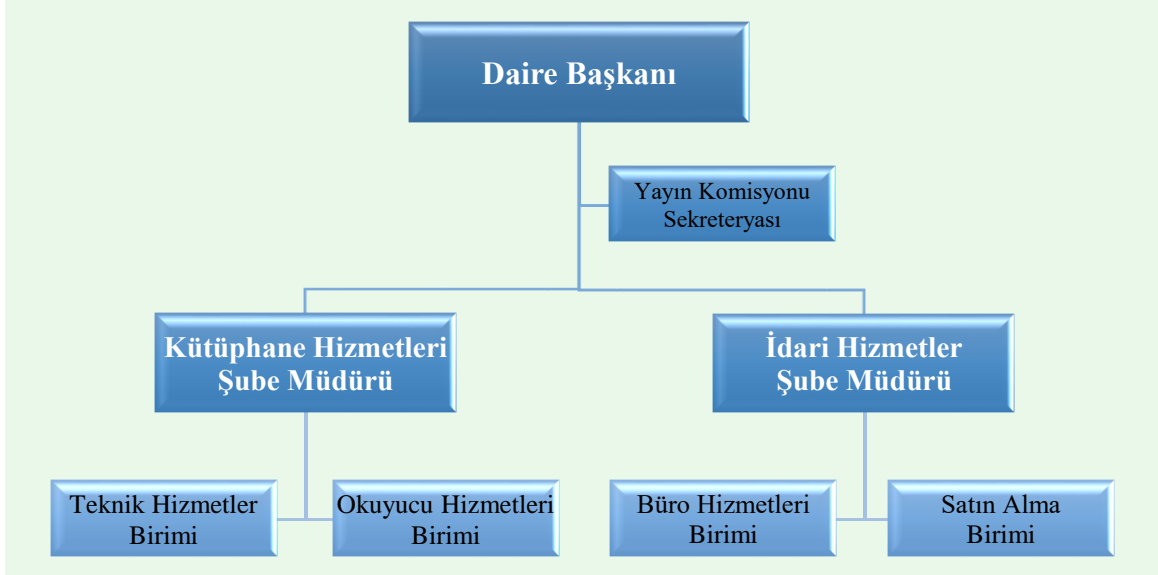 Daire Başkanı
Yayın Komisyonu
Sekreteryası
Kütüphane Hizmetleri
Şube Müdürü
İdari Hizmetler
Şube Müdürü
Teknik Hizmetler
Birimi
Okuyucu Hizmetleri
Birimi
Büro Hizmetleri
Birimi
Satın Alma
Birimi